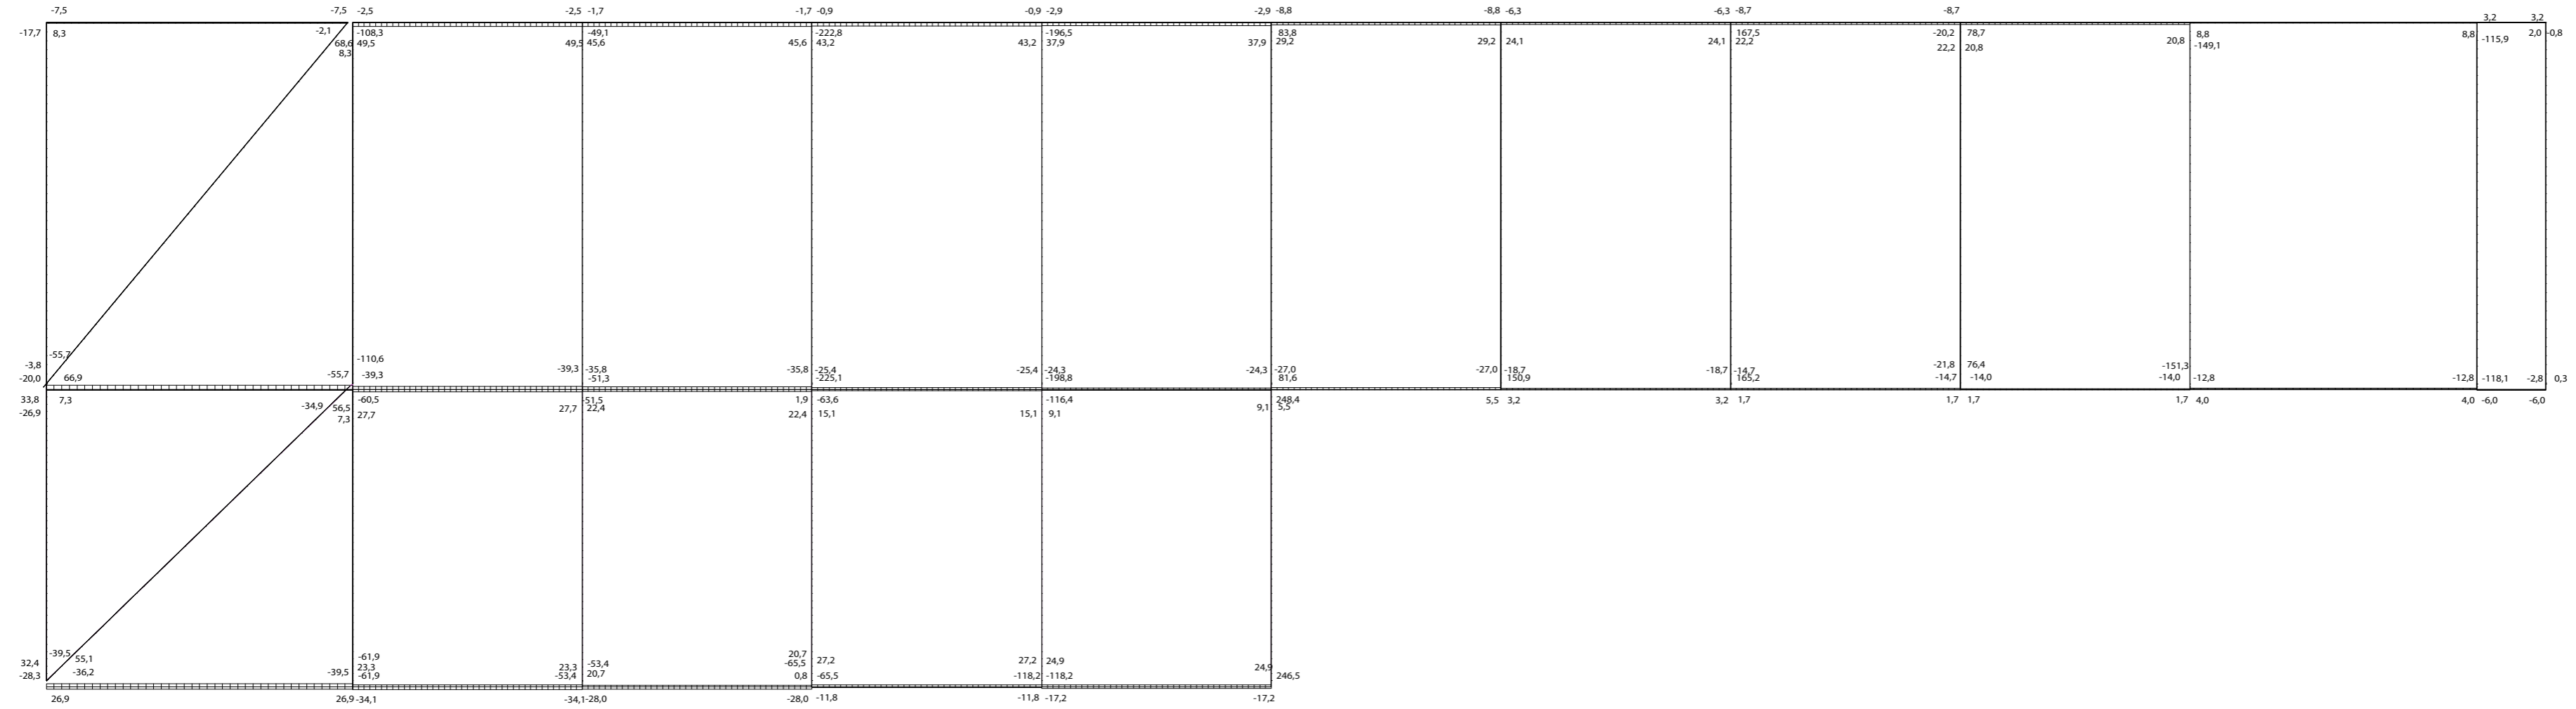 -7,5 -7,5 -2,5 -2,5 -1,7 -1,7 -0,9 -0,9 -2,9 -2,9 -8,8 -8,8 -6,3 -6,3 -8,7 -8,7 3,2 3,2
-17,7 8,3 -2,1 -108,3 -49,1 -222,8 -196,5 83,8 167,5 -20,2 78,7 8,8 8,8 -115,9 2,0 -0,8
68,6 49,5 49,5 45,6 45,6 43,2 43,2 37,9 37,9 29,2 29,2 24,1 24,1 22,2 22,2 20,8 20,8 -149,1
8,3
-55,7 -110,6
-3,8 -39,3 -35,8 -35,8 -25,4 -25,4 -24,3 -24,3 -27,0 -27,0 -18,7 -18,7 -14,7 -21,8 76,4 -151,3
-20,0 66,9 -55,7 -39,3 -51,3 -225,1 -198,8 81,6 150,9 165,2 -14,7 -14,0 -14,0 -12,8 -12,8 -118,1 -2,8 0,3
33,8 7,3 -60,5 -51,5 1,9 -63,6 -116,4 248,4 5,5 3,2 3,2 1,7 1,7 1,7 1,7 4,0 4,0 -6,0 -6,0
-26,9 -34,9 56,5 27,7 27,7 22,4 22,4 15,1 15,1 9,1 9,1 5,5
7,3
-39,5 55,1 -61,9 20,7
32,4 23,3 23,3 -53,4 -65,5 27,2 27,2 24,9 24,9
-28,3 -36,2 -39,5 -61,9 -53,4 20,7 0,8 -65,5 -118,2 -118,2 246,5
26,9 26,9 -34,1 -34,1 -28,0 -28,0 -11,8 -11,8 -17,2 -17,2